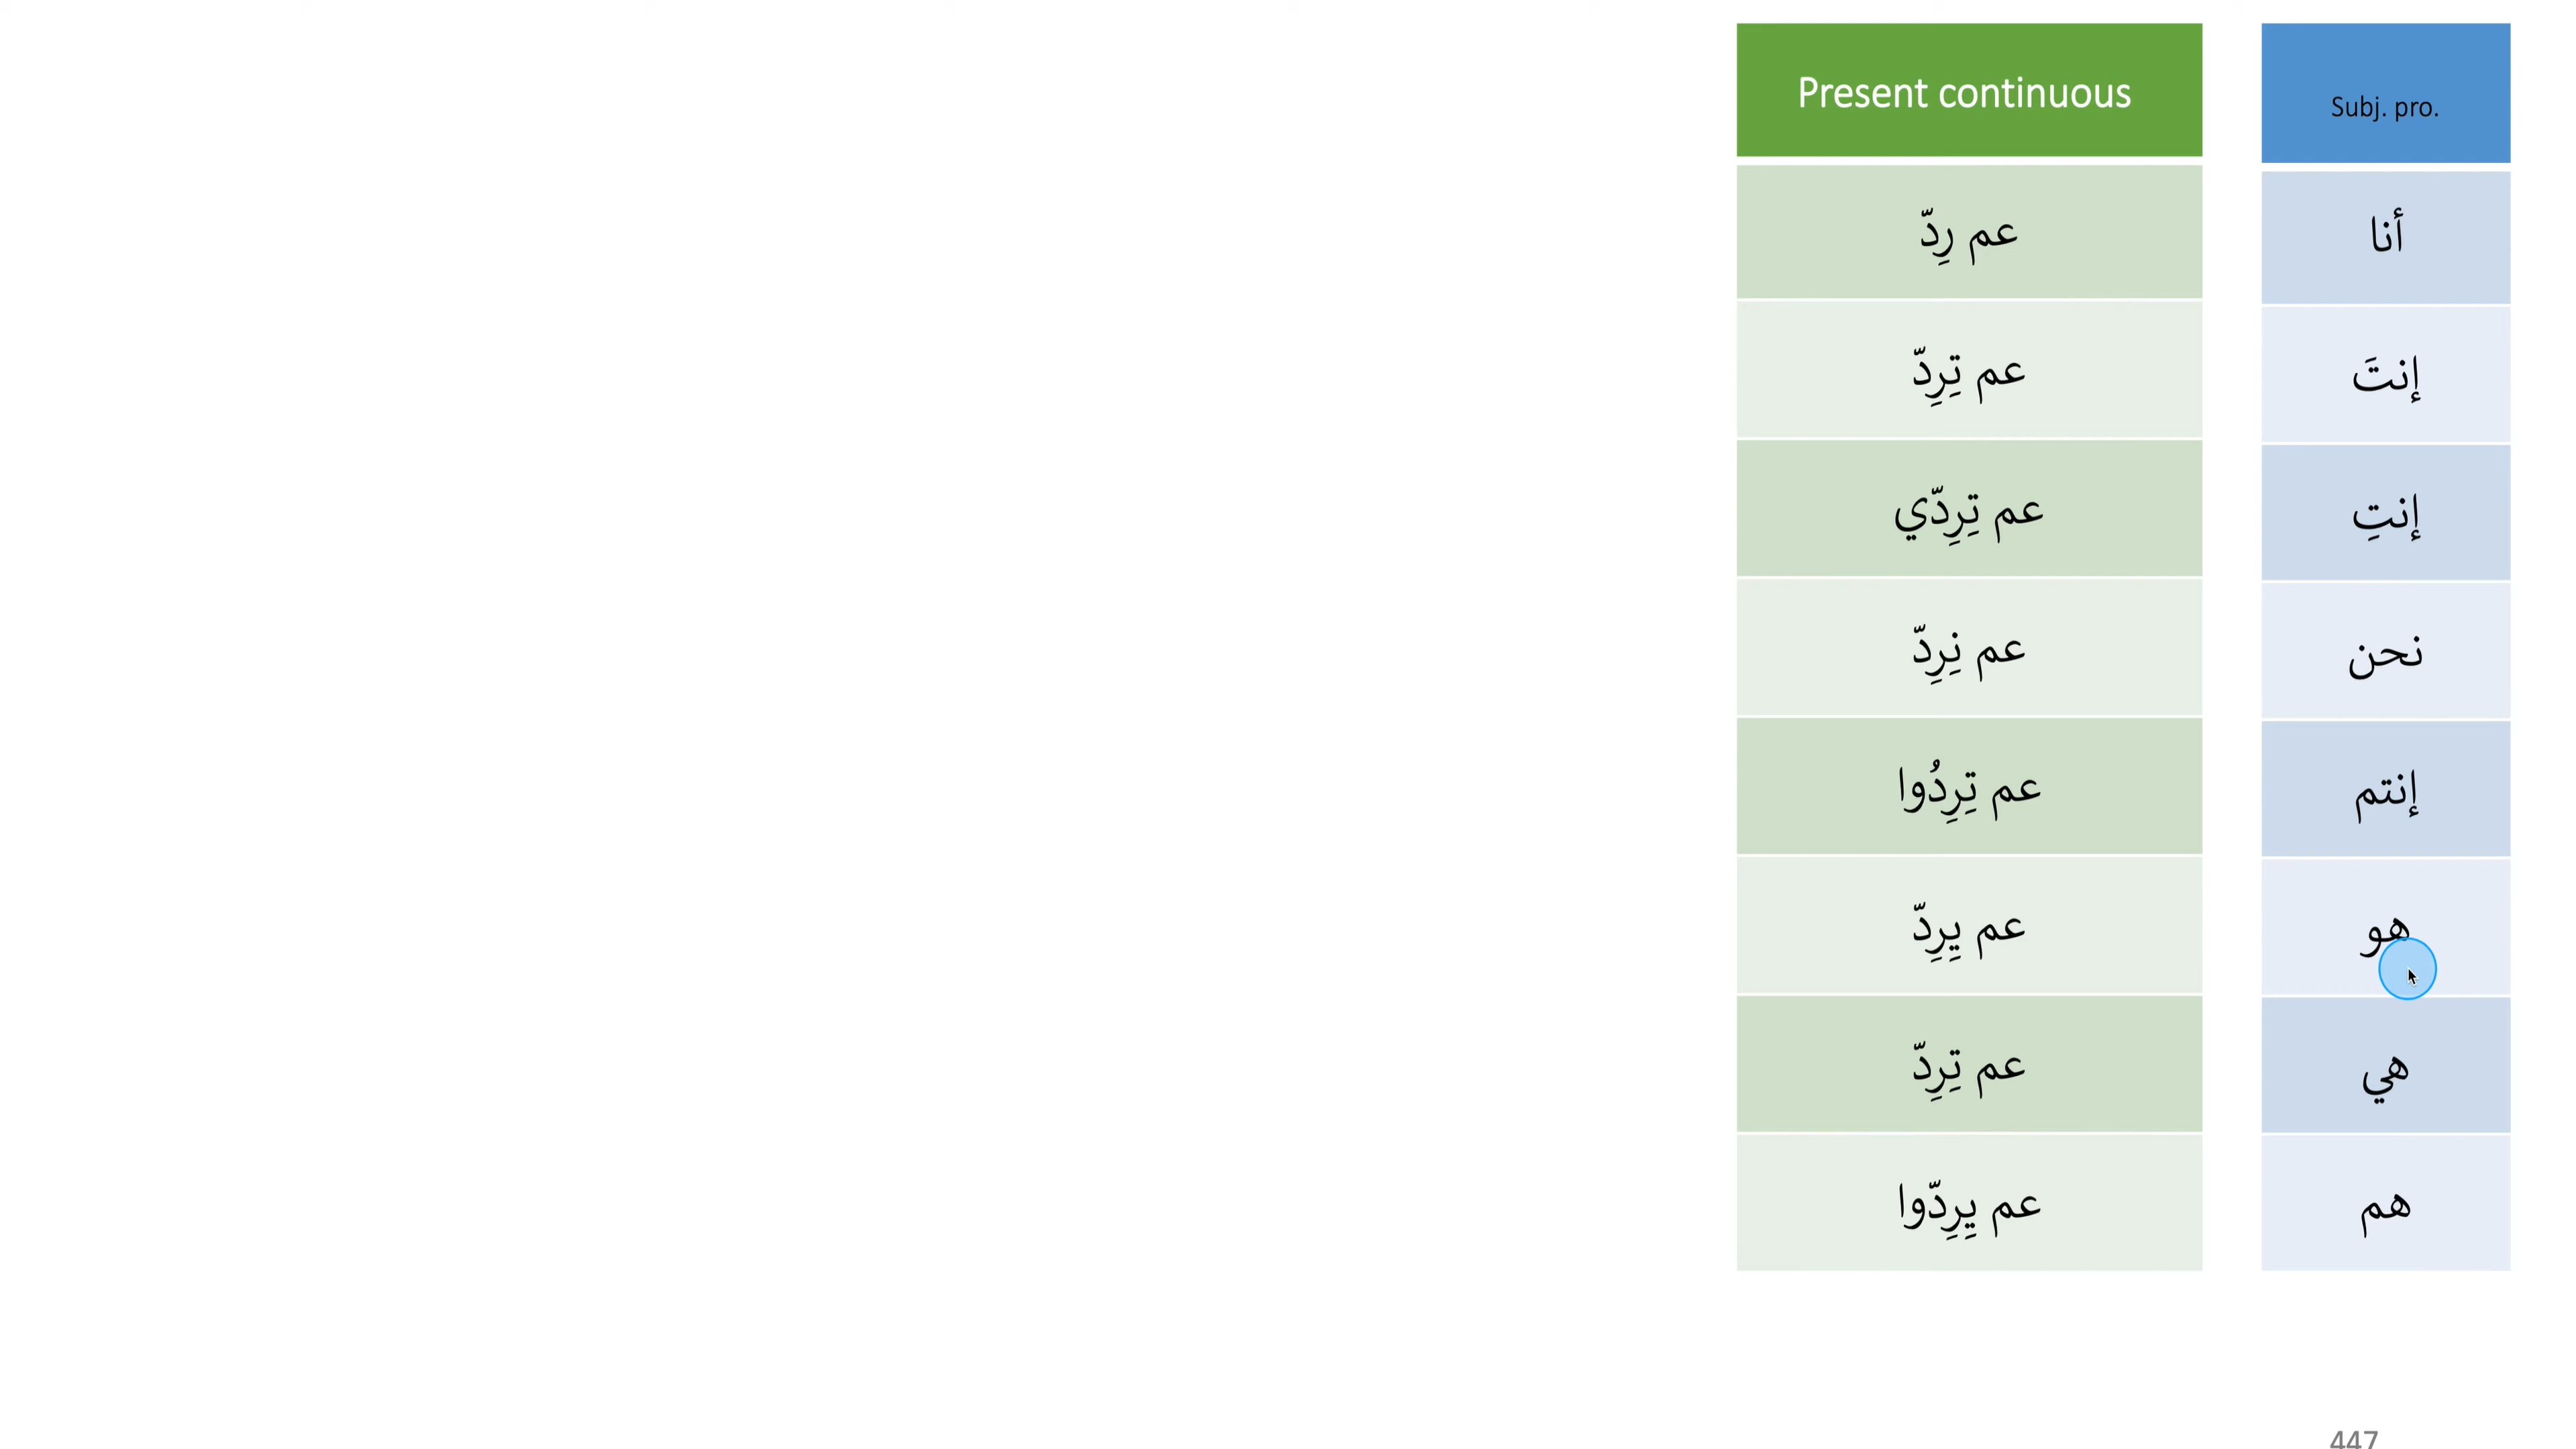 Subj. pro.
Present continuous
أنا
عم رِدّ
إنتَ
عم تِرِدّ
إنتِ
عم تِرِدّي
نحن
عم نِرِدّ
إنتم
عم تِرِدُوا
هو
عم يِرِدّ
هي
عم تِرِدّ
هم
عم يِرِدّوا
447